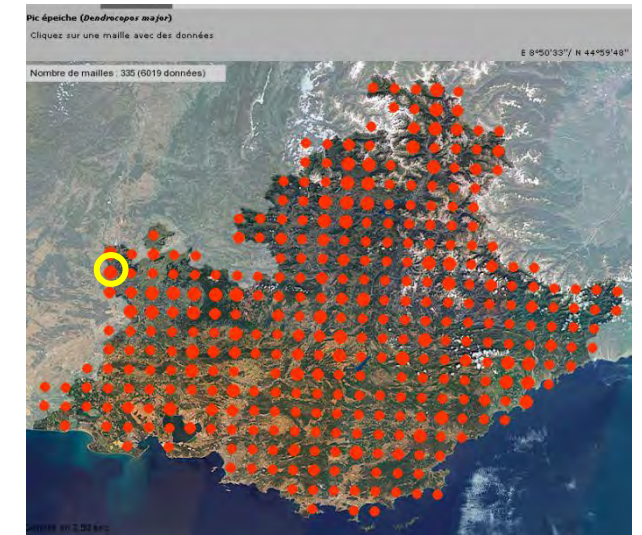 Pic épeiche (Dendrocopos major)
Cliquez sur une maille avec des données
E 8°50'33"/ N 44°59'48"
Nombre de mailles : 335 (6019 données)